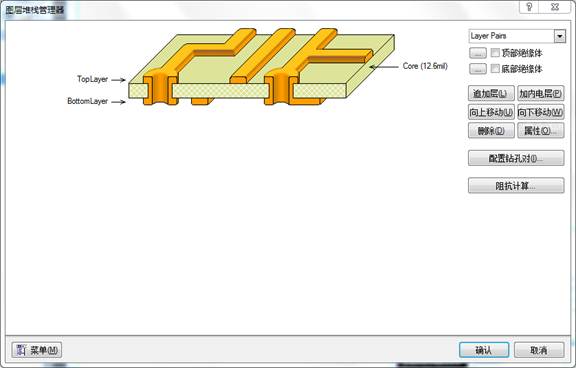 图层堆栈管理器
Layer Pairs
... 顶部绝缘体
... 底部绝缘体
TopLayer
Core (12.6mil)
BottomLayer
追加层(L) 加内电层(P)
向上移动(U) 向下移动(W)
删除(D) 属性(O)...
配置钻孔对(I)...
阻抗计算...
菜单(M) 确认 取消